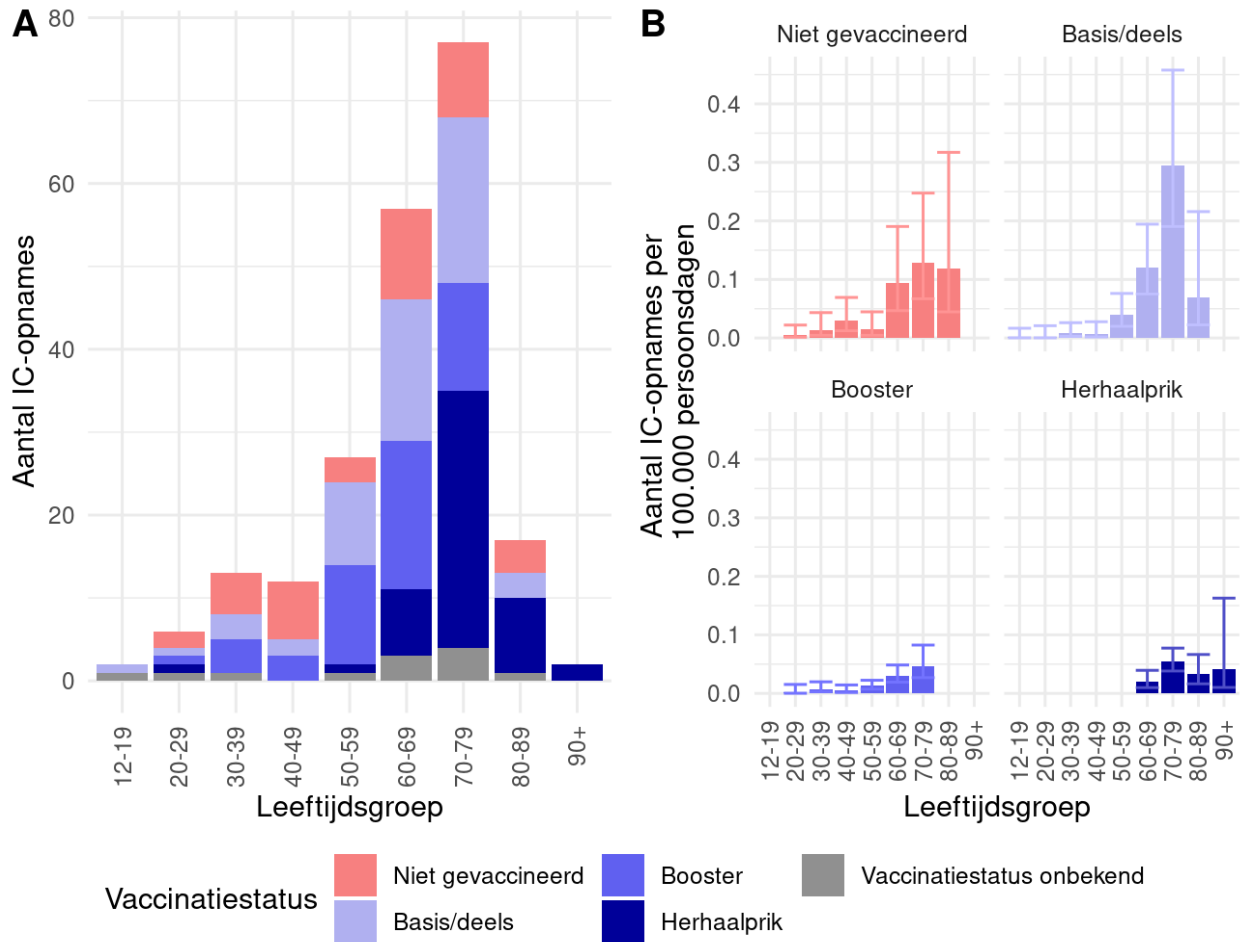 A
Aantal IC-opnames
80
60
40
20
0
12-19
20-29
30-39
40-49
50-59
60-69
70-79
80-89
90+
Leeftijdsgroep
B
Aantal IC-opnames per
100.000 persoonsdagen
Niet gevaccineerd
Basis/deels
0.4
0.3
0.2
0.1
0.0
Booster
Herhaalprik
0.4
0.3
0.2
0.1
0.0
12-19
20-29
30-39
40-49
50-59
60-69
70-79
80-89
90+
12-19
20-29
30-39
40-49
50-59
60-69
70-79
80-89
90+
Leeftijdsgroep
Vaccinatiestatus
Niet gevaccineerd
Basis/deels
Booster
Herhaalprik
Vaccinatiestatus onbekend